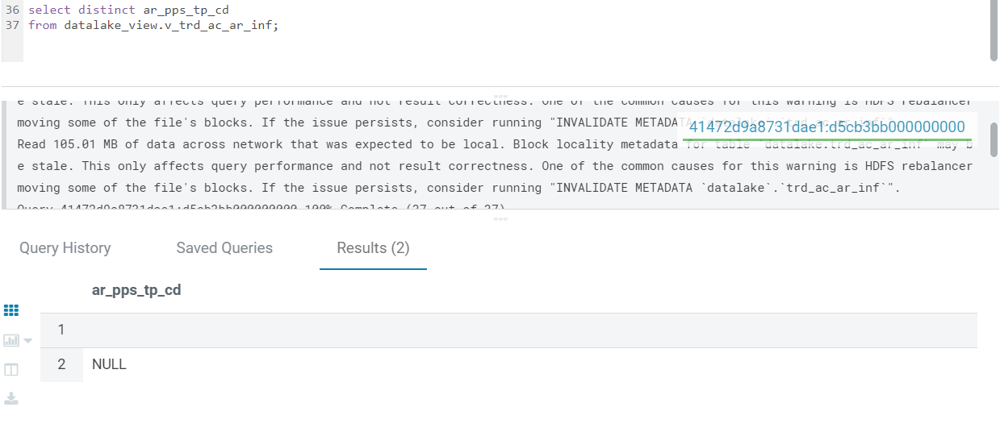 36 select distinct ar_pps_tp_cd
37 from datalake_view.v_trd_ac_ar_inf;
e stale. This only affects query performance and not result correctness. One of the common causes for this warning is HDFS rebalancer
moving some of the file's blocks. If the issue persists, consider running "INVALIDATE METADATA `datalake`.`trd_ac_ar_inf`".
41472d9a8731dae1:d5cb3bb000000000
Read 105.01 MB of data across network that was expected to be local. Block locality metadata for table `datalake.trd_ac_ar_inf` may b
e stale. This only affects query performance and not result correctness. One of the common causes for this warning is HDFS rebalancer
moving some of the file's blocks. If the issue persists, consider running "INVALIDATE METADATA `datalake`.`trd_ac_ar_inf`".
Query 41472d9a8731dae1:d5cb3bb000000000 100% Complete (27 out of 27)
Query History Saved Queries Results (2)
ar_pps_tp_cd
1
2 NULL